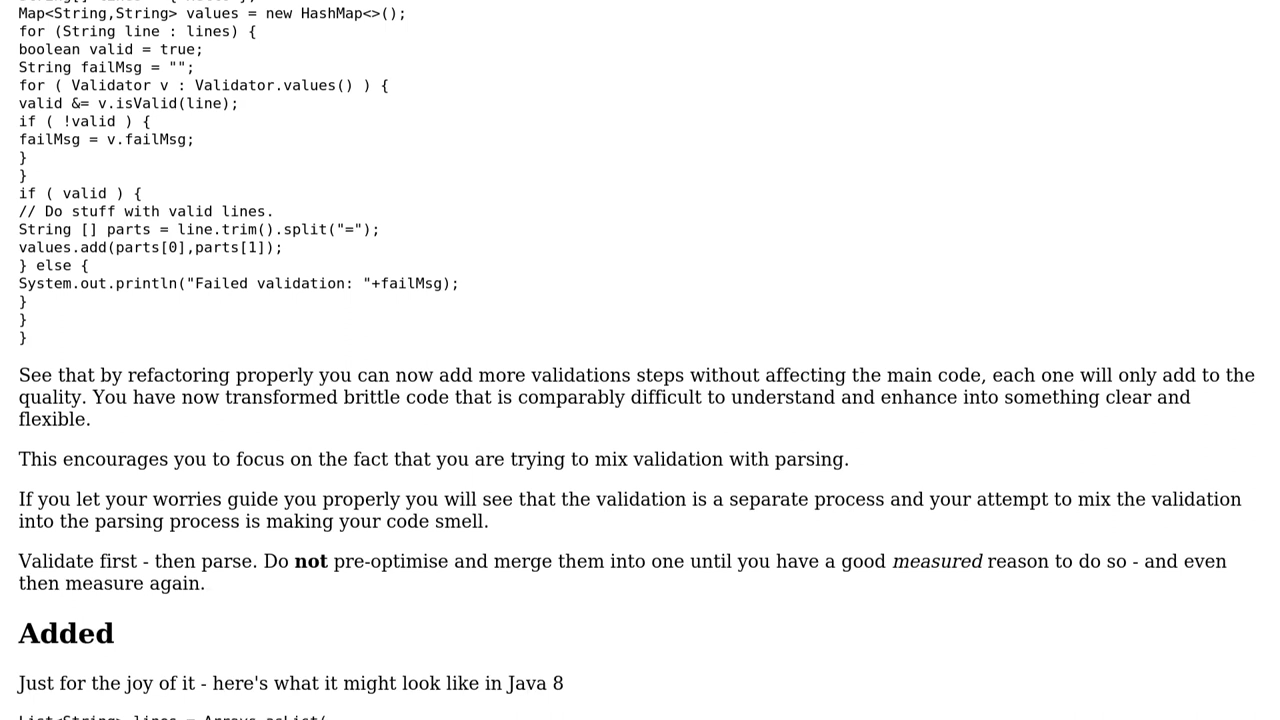 Map<String,String> values = new HashMap<>();
for (String line : lines) {
boolean valid = true;
String failMsg = "";
for ( Validator v : Validator.values() ) {
valid &= v.isValid(line);
if ( !valid ) {
failMsg = v.failMsg;
}
}
if ( valid ) {
// Do stuff with valid lines.
String [] parts = line.trim().split("=");
values.add(parts[0],parts[1]);
} else {
System.out.println("Failed validation: "+failMsg);
}
}
}
See that by refactoring properly you can now add more validations steps without affecting the main code, each one will only add to the
quality. You have now transformed brittle code that is comparably difficult to understand and enhance into something clear and
flexible.
This encourages you to focus on the fact that you are trying to mix validation with parsing.
If you let your worries guide you properly you will see that the validation is a separate process and your attempt to mix the validation
into the parsing process is making your code smell.
Validate first - then parse. Do not pre-optimise and merge them into one until you have a good measured reason to do so - and even
then measure again.
Added
Just for the joy of it - here's what it might look like in Java 8
List<String> lines = Arrays.asList(